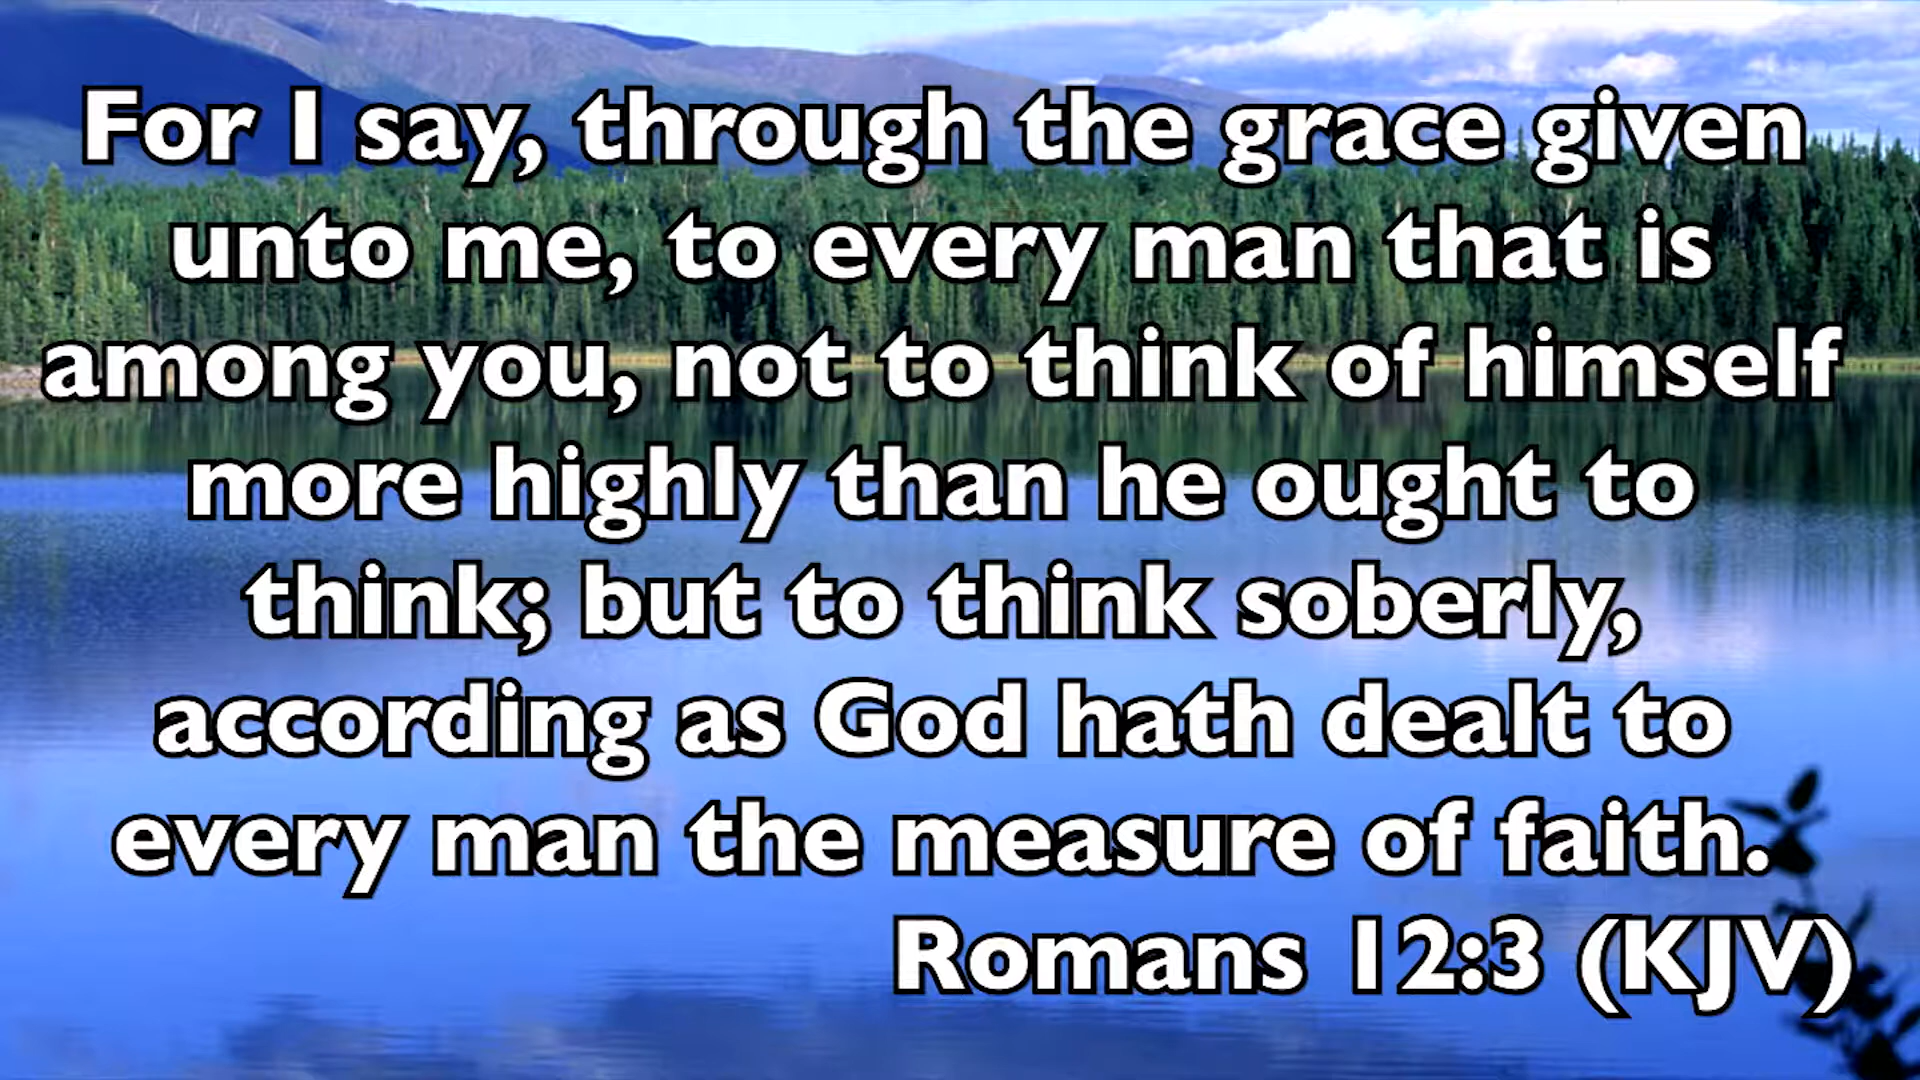 For I say, through the grace given
unto me, to every man that is
among you, not to think of himself
more highly than he ought to
think; but to think soberly,
according as God hath dealt to
every man the measure of faith.
Romans 12:3 (KJV)